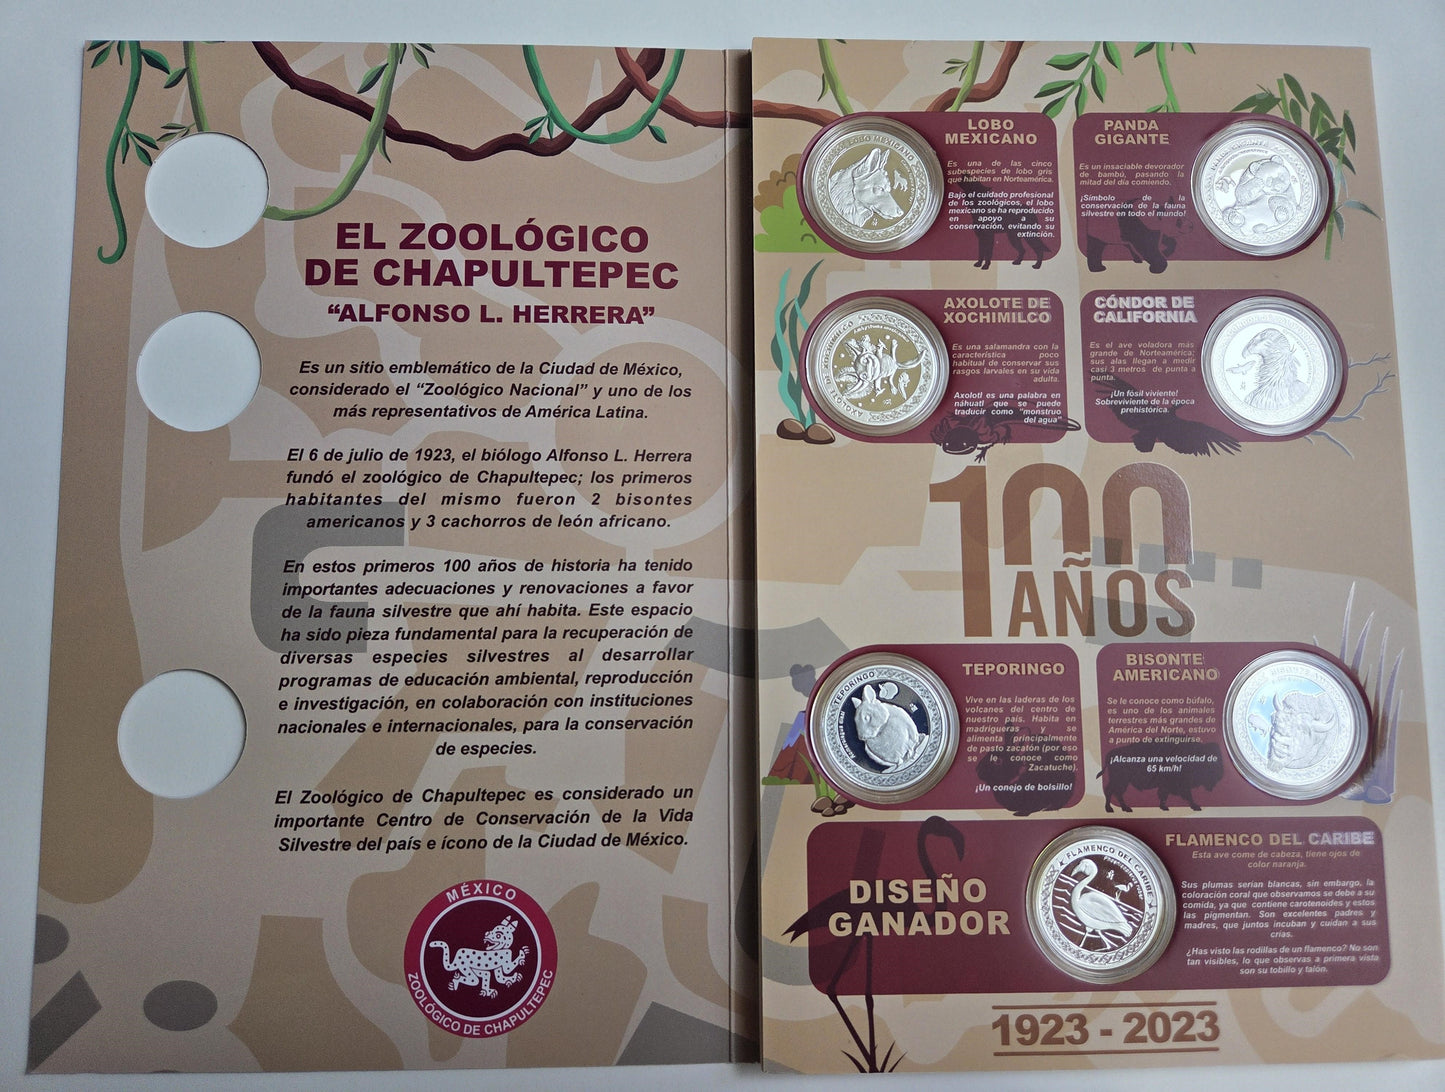 EL ZOOLÓGICO
DE CHAPULTEPEC
“ALFONSO L. HERRERA”
Es un sitio emblemático de la Ciudad de México,
considerado el “Zoológico Nacional” y uno de los
más representativos de América Latina.
El 6 de julio de 1923, el biólogo Alfonso L. Herrera
fundó el zoológico de Chapultepec; los primeros
habitantes del mismo fueron 2 bisontes
americanos y 3 cachorros de león africano.
En estos primeros 100 años de historia ha tenido
importantes adecuaciones y renovaciones a favor
de la fauna silvestre que ahí habita. Este espacio
ha sido pieza fundamental para la recuperación de
diversas especies silvestres al desarrollar
programas de educación ambiental, reproducción
e investigación, en colaboración con instituciones
nacionales e internacionales, para la conservación
de especies.
El Zoológico de Chapultepec es considerado un
importante Centro de Conservación de la Vida
Silvestre del país e ícono de la Ciudad de México.
MÉXICO
ZOOLÓGICO DE CHAPULTEPEC
LOBO MEXICANO
LOBO
MEXICANO
Es una de las cinco
subespecies de lobo gris
que habitan en Norteamérica.
Bajo el cuidado profesional
de los zoológicos, el lobo
mexicano se ha reproducido
en apoyo a su
conservación, evitando su
extinción.
PANDA
GIGANTE
Es un insaciable devorador
de bambú, pasando la
mitad del día comiendo.
¡Símbolo de la
conservación de la fauna
silvestre en todo el mundo!
PANDA GIGANTE
AXOLOTE DE XOCHIMILCO
AXOLOTE DE
XOCHIMILCO
Es una salamandra con la
característica poco
habitual de conservar sus
rasgos larvales en su vida
adulta.
Axolotl es una palabra en
náhuatl que se puede
traducir como "monstruo
del agua"
CÓNDOR DE
CALIFORNIA
Es el ave voladora más
grande de Norteamérica;
sus alas llegan a medir
casi 3 metros de punta a
punta.
¡Un fósil viviente!
Sobreviviente de la época
prehistórica.
CÓNDOR DE CALIFORNIA
100
AÑOS
TEPORINGO
TEPORINGO
Vive en las laderas de los
volcanes del centro de
nuestro país. Habita en
madrigueras y se
alimenta principalmente
de pasto zacatón (por eso
se le conoce como
Zacatuche).
¡Un conejo de bolsillo!
BISONTE
AMERICANO
Se le conoce como búfalo,
es uno de los animales
terrestres más grandes de
América del Norte, estuvo
a punto de extinguirse.
¡Alcanza una velocidad de
65 km/h!
BISONTE AMERICANO
DISEÑO
GANADOR
FLAMENCO DEL CARIBE
FLAMENCO DEL CARIBE
Esta ave come de cabeza, tiene ojos de
color naranja.
Sus plumas serían blancas, sin embargo, la
coloración coral que observamos se debe a su
comida, ya que contiene carotenoides y estos
las pigmentan. Son excelentes padres y
madres, que juntos incuban y cuidan a sus
crías.
¿Has visto las rodillas de un flamenco? No son
tan visibles, lo que observas a primera vista
son su tobillo y talón.
1923 - 2023